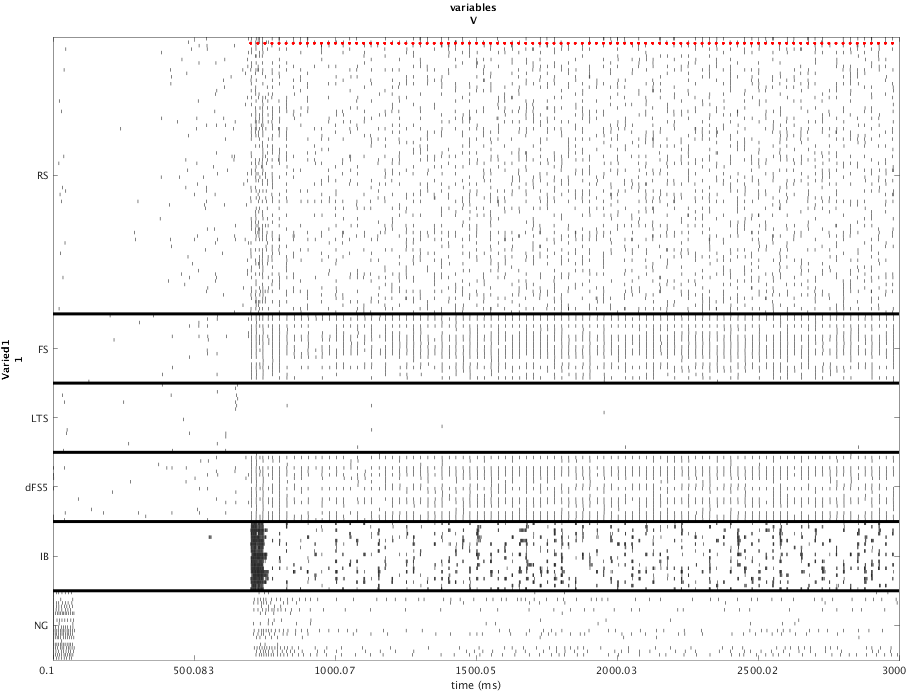 variables
V
RS
FS
Varied1
1
LTS
dFS5
IB
NG
0.1 500.083 1000.07 1500.05 2000.03 2500.02 3000
time (ms)